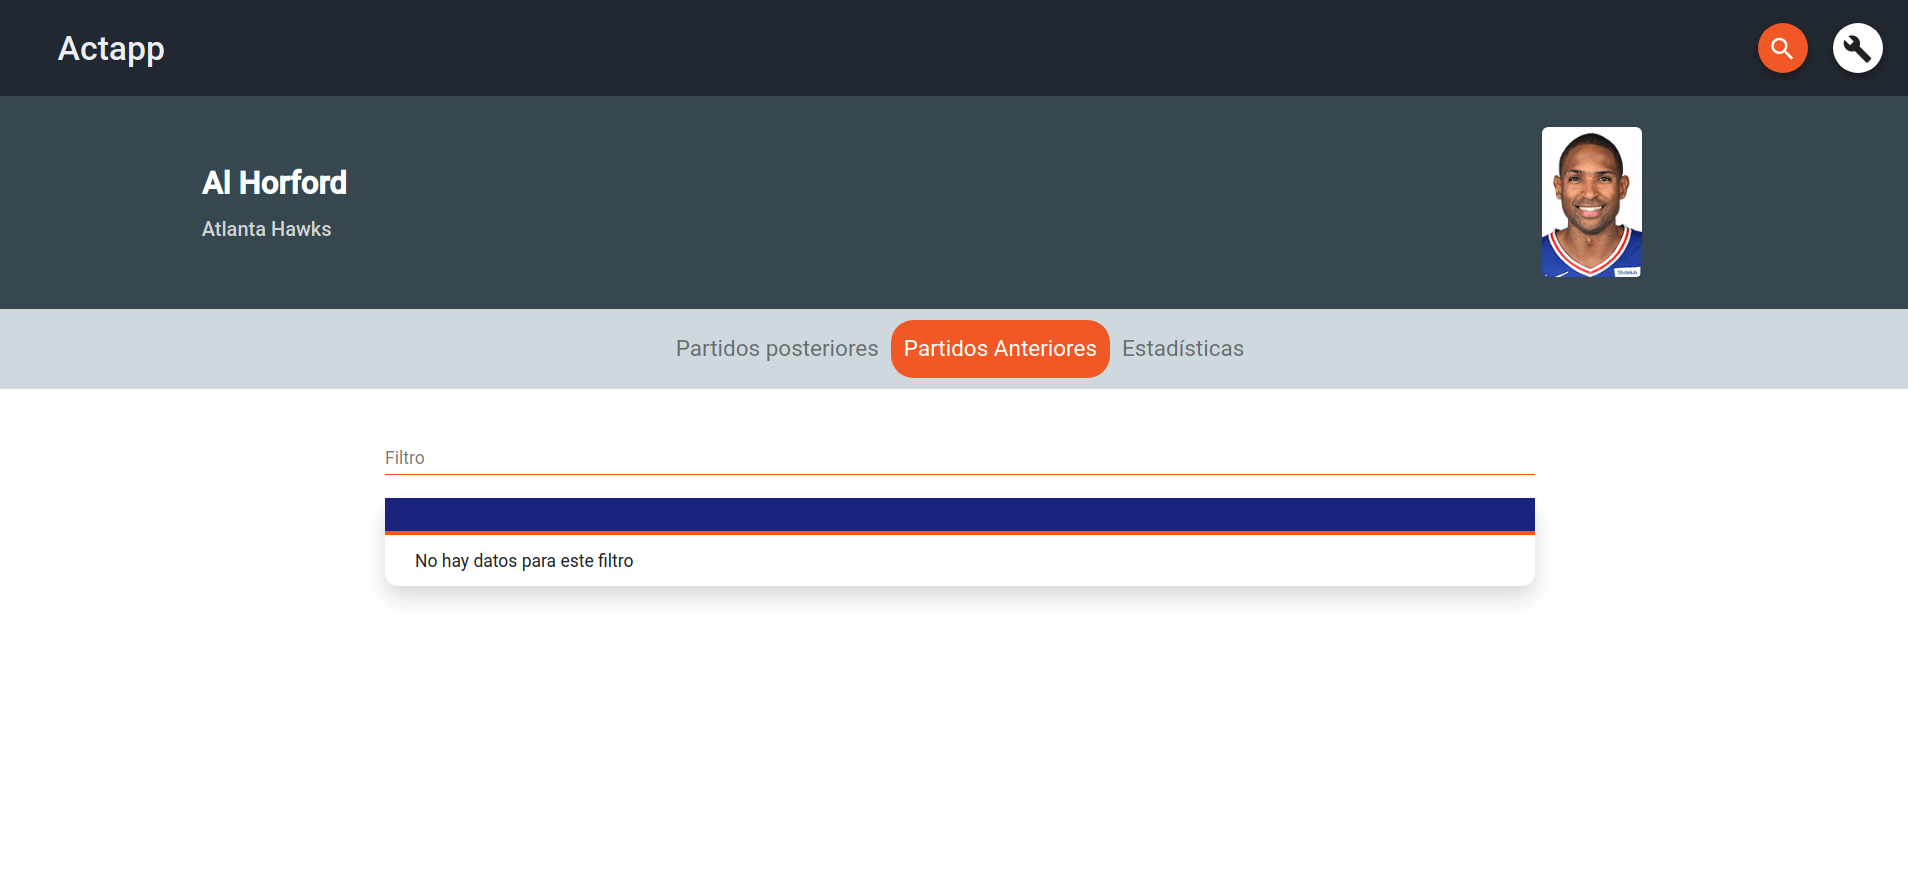 Actapp
Al Horford
Atlanta Hawks
Partidos posteriores
Partidos Anteriores
Estadísticas
Filtro
No hay datos para este filtro